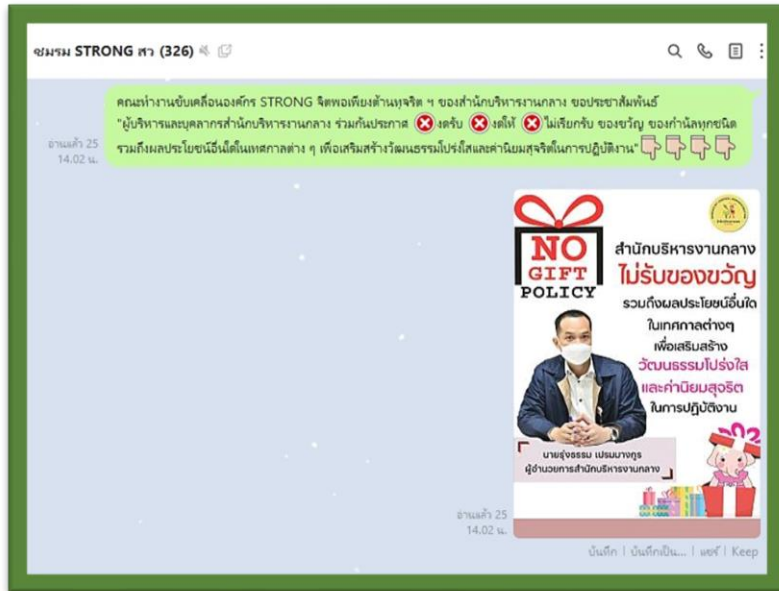 ชมรม STRONG สว (326)
คณะทำงานขับเคลื่อนองค์กร STRONG จิตพอเพียงต้านทุจริต ฯ ของสำนักบริหารงานกลาง ขอประชาสัมพันธ์
"ผู้บริหารและบุคลากรสำนักบริหารงานกลาง ร่วมกันประกาศ ❌ งดรับ ❌ งดให้ ❌ ไม่เรียกรับ ของขวัญ ของกำนัลทุกชนิด
รวมถึงผลประโยชน์อื่นใดในเทศกาลต่าง ๆ เพื่อเสริมสร้างวัฒนธรรมโปร่งใสและค่านิยมสุจริตในการปฏิบัติงาน" 👇👇👇👇
อ่านแล้ว 25
14.02 น.
NO
GIFT
POLICY
สำนักบริหารงานกลาง
ไม่รับของขวัญ
รวมถึงผลประโยชน์อื่นใด
ในเทศกาลต่างๆ
เพื่อเสริมสร้าง
วัฒนธรรมโปร่งใส
และค่านิยมสุจริต
ในการปฏิบัติงาน
นายรุ่งธรรม เปรมบางกูร
ผู้อำนวยการสำนักบริหารงานกลาง
อ่านแล้ว 25
14.02 น.
บันทึก | บันทึกเป็น... | แชร์ | Keep